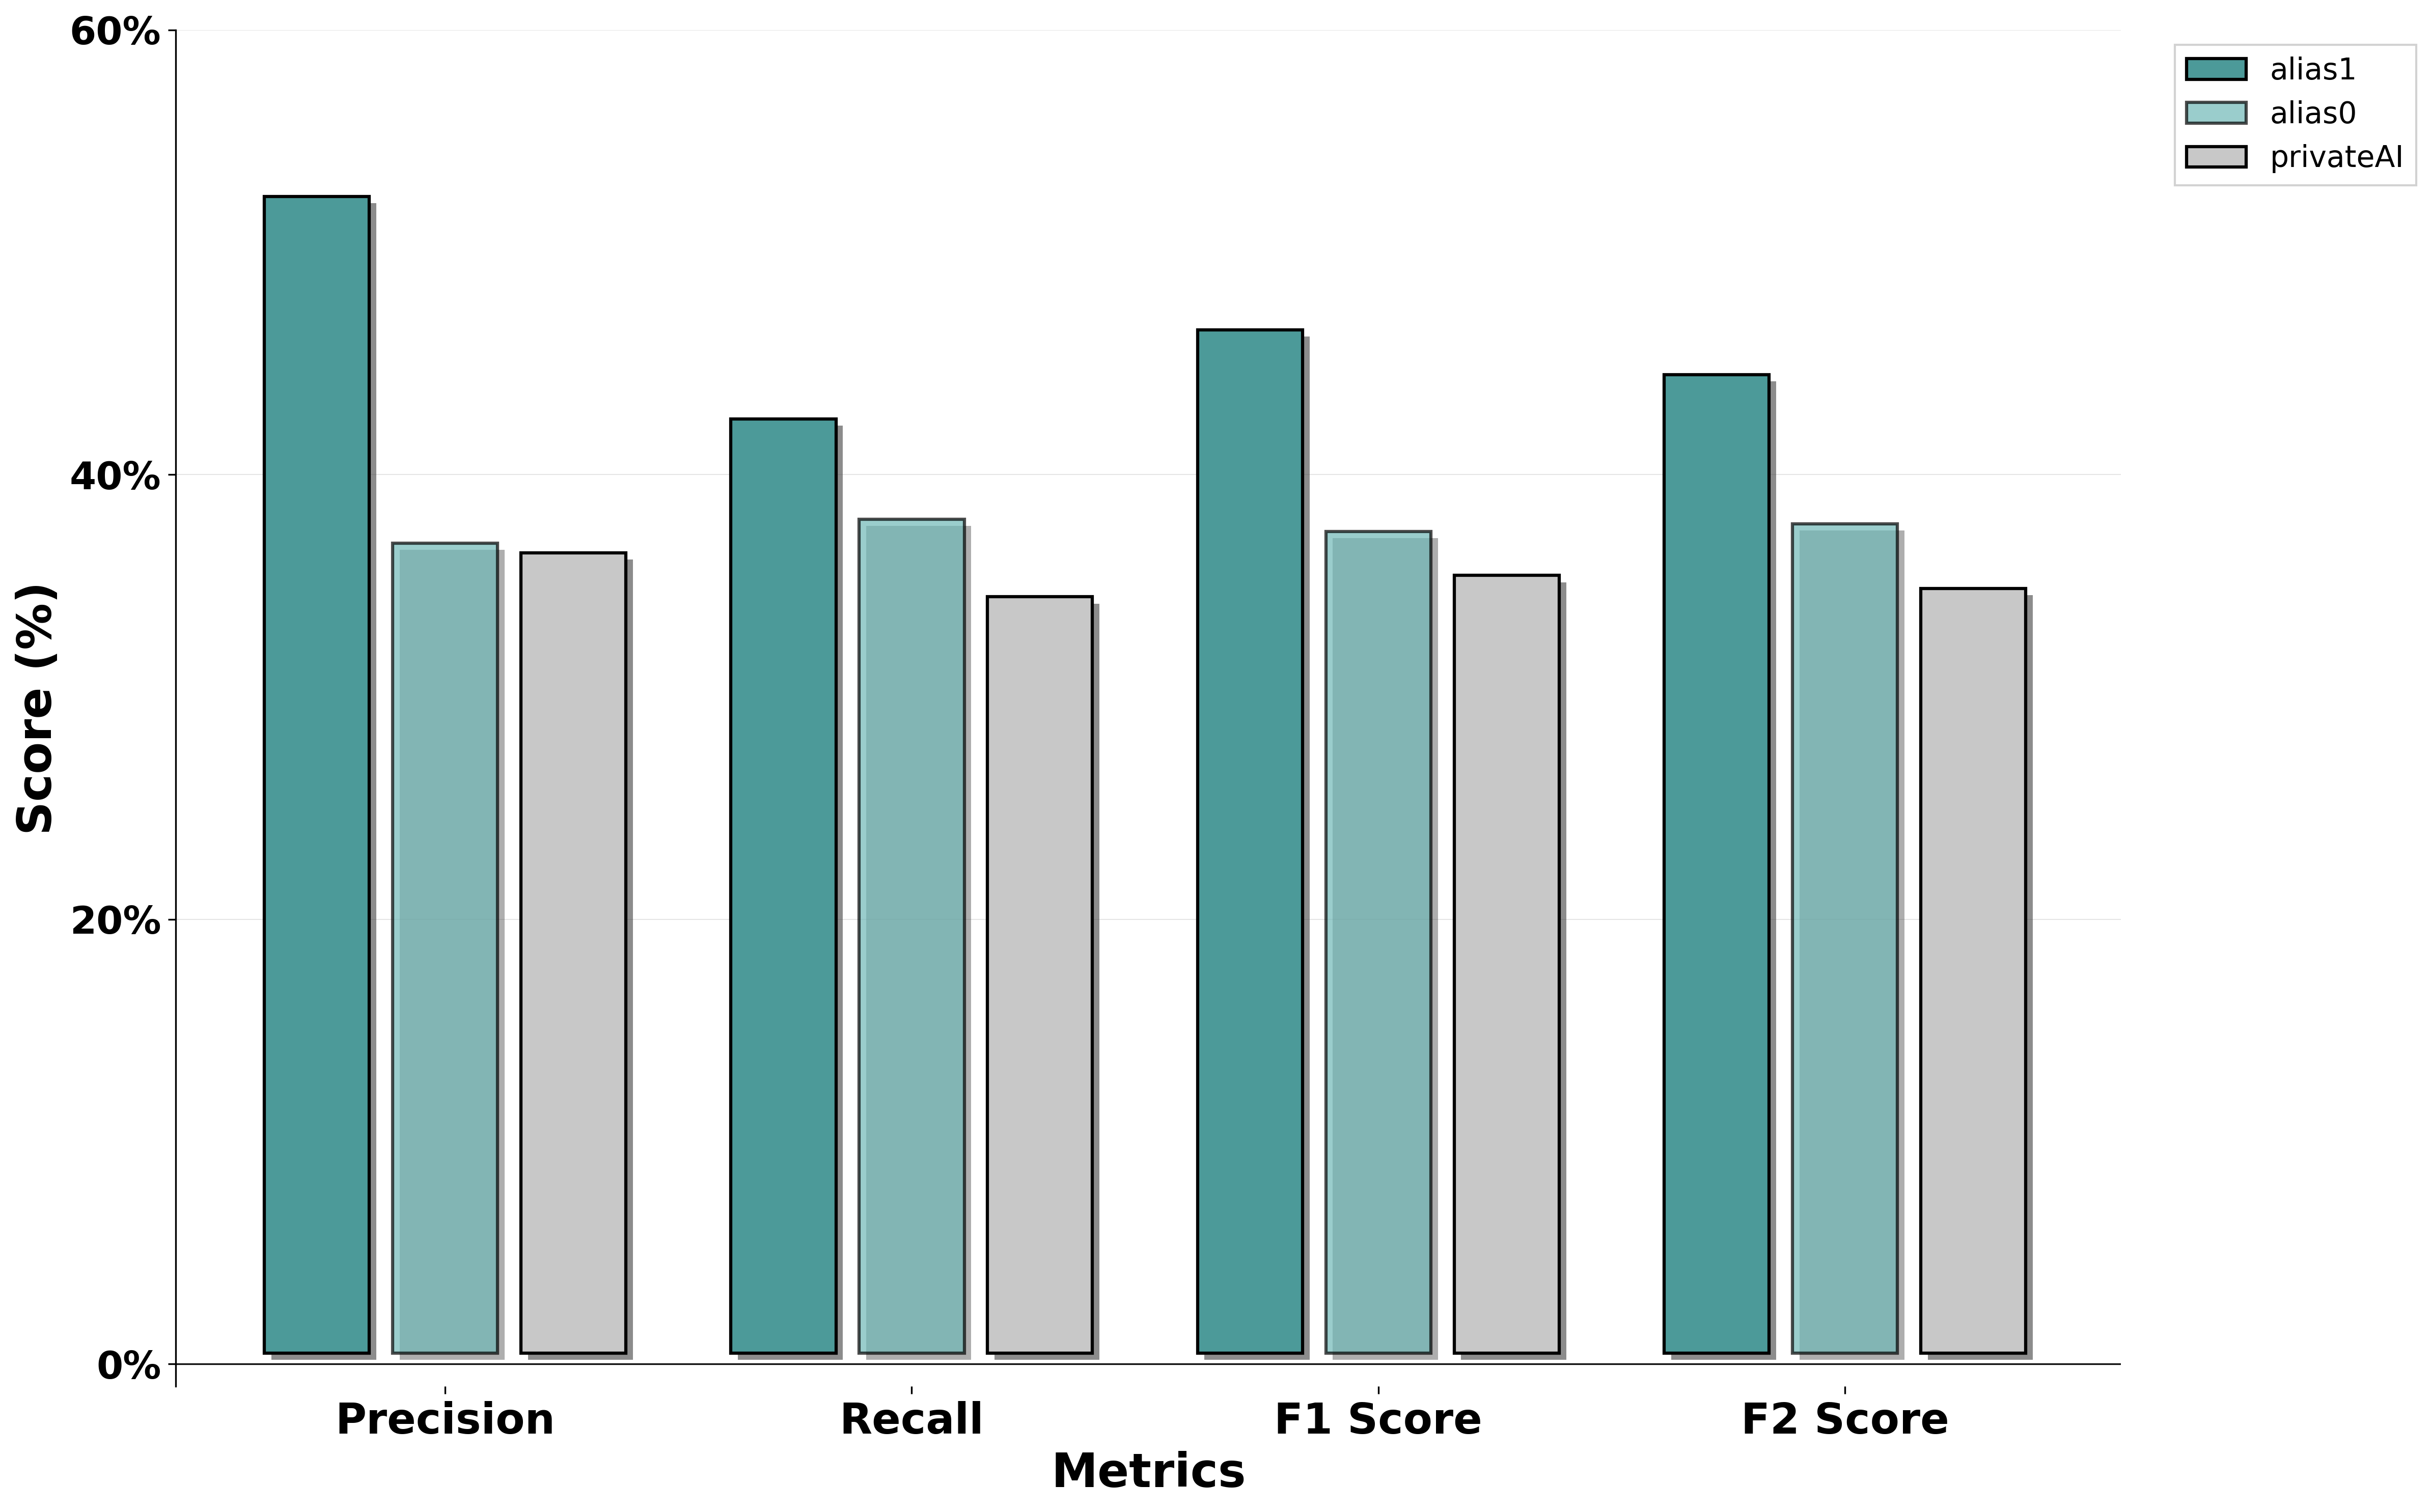 60%
40%
20%
0%
Score (%)
Precision
Recall
F1 Score
F2 Score
Metrics
alias1
alias0
privateAI